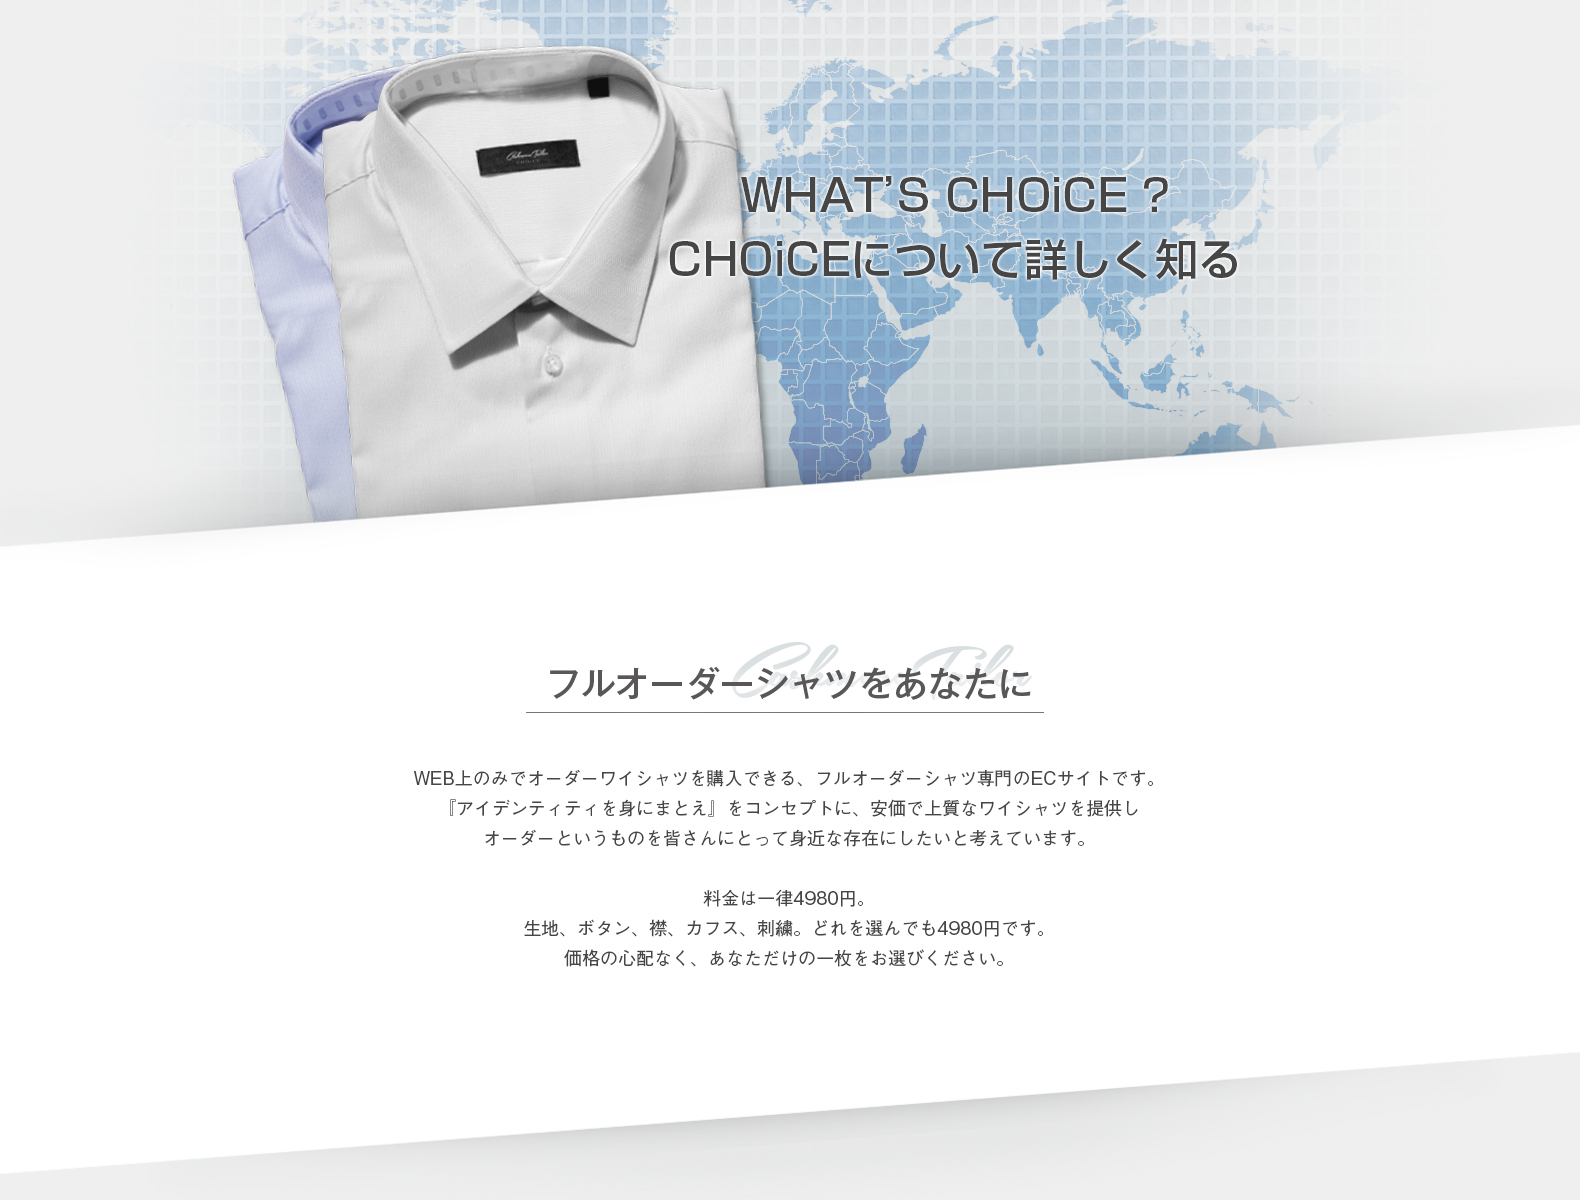 WHAT’S CHOiCE ?
CHOiCEについて詳しく知る
フルオーダーシャツをあなたに
WEB上のみでオーダーワイシャツを購入できる、フルオーダーシャツ専門のECサイトです。
『アイデンティティを身にまとえ』をコンセプトに、安価で上質なワイシャツを提供し
オーダーというものを皆さんにとって身近な存在にしたいと考えています。
料金は一律4980円。
生地、ボタン、襟、カフス、刺繍。どれを選んでも4980円です。
価格の心配なく、あなただけの一枚をお選びください。